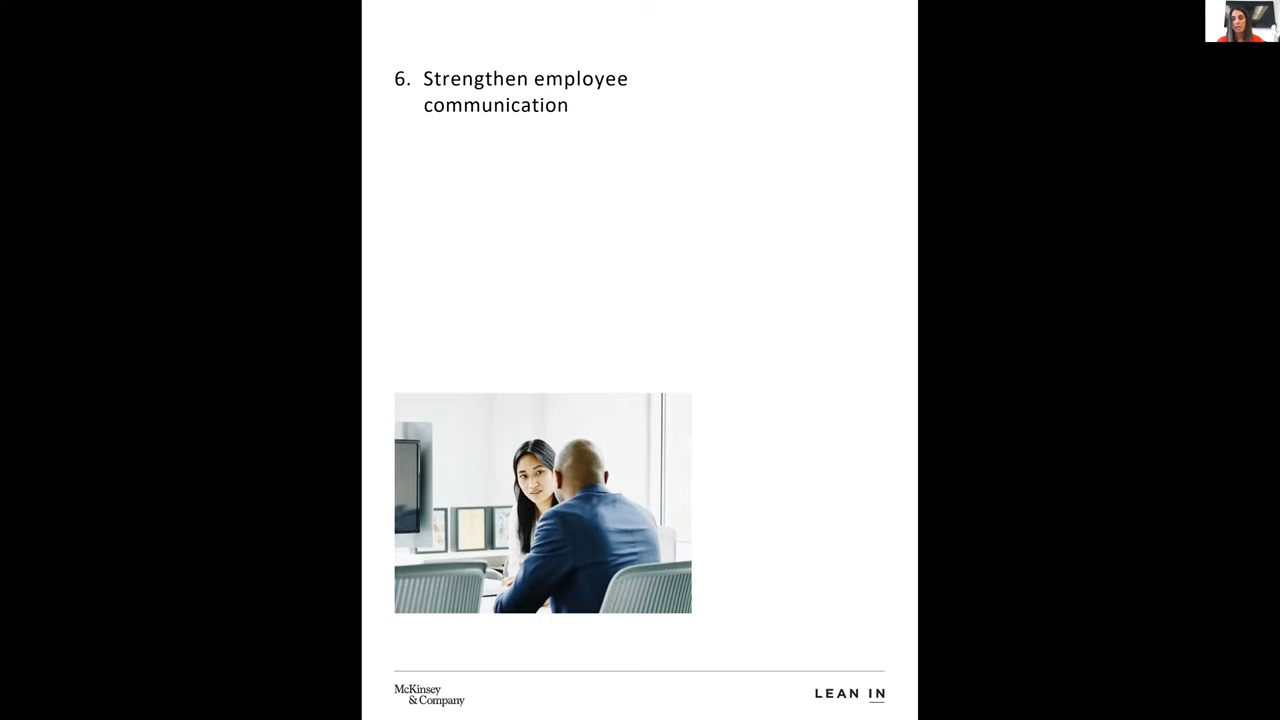 6. Strengthen employee
communication
McKinsey
& Company
LEAN IN